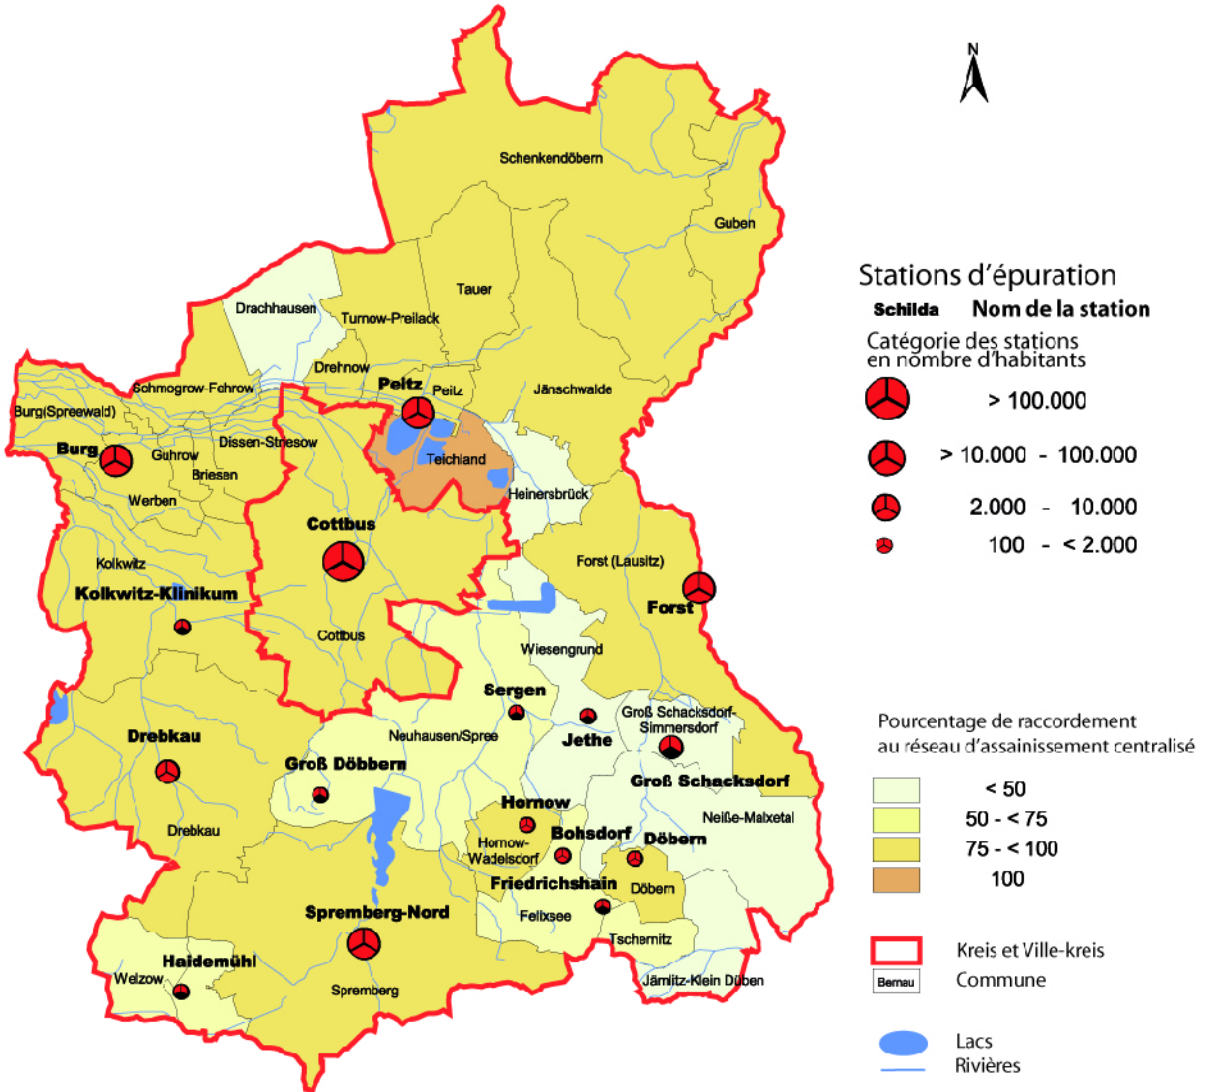 N
Schenkendöbern
Guben
Tauer
Drachhausen
Turnow-Preilack
Drehnow
Peitz
Peitz
Jänschwalde
Schmogrow-Fehrow
Burg(Spreewald)
Dissen-Striesow
Burg
Guhrow
Briesen
Werben
Teichland
Heinersbrück
Cottbus
Kolkwitz
Forst (Lausitz)
Kolkwitz-Klinikum
Forst
Cottbus
Wiesengrund
Sergen
Groß Schacksdorf-
Simmersdorf
Drebkau
Neuhausen/Spree
Jethe
Groß Döbbern
Groß Schacksdorf
Hornow
Neiße-Malxetal
Drebkau
Bohsdorf
Döbern
Hornow-
Wadelsdorf
Friedrichshain
Döbern
Spremberg-Nord
Felixsee
Tschernitz
Haidemühl
Welzow
Spremberg
Jämlitz-Klein Düben
Stations d'épuration
Schilda Nom de la station
Catégorie des stations
en nombre d'habitants
> 100.000
> 10.000 - 100.000
2.000 - 10.000
100 - < 2.000
Pourcentage de raccordement
au réseau d'assainissement centralisé
< 50
50 - < 75
75 - < 100
100
Kreis et Ville-kreis
Bernau Commune
Lacs
Rivières